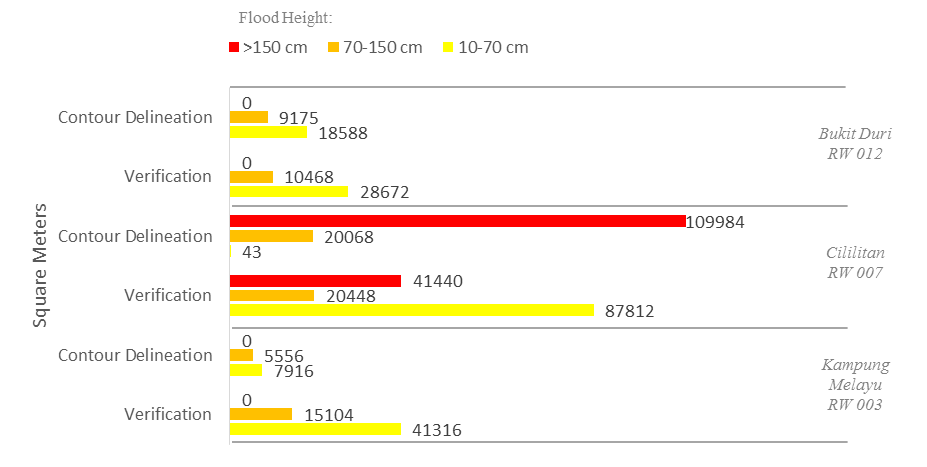 Flood Height:
>150 cm 70-150 cm 10-70 cm
Square Meters
Contour Delineation
0
9175
18588
Verification
0
10468
28672
Bukit Duri
RW 012
Contour Delineation
109984
20068
43
Verification
41440
20448
87812
Cililitan
RW 007
Contour Delineation
0
5556
7916
Verification
0
15104
41316
Kampung
Melayu
RW 003